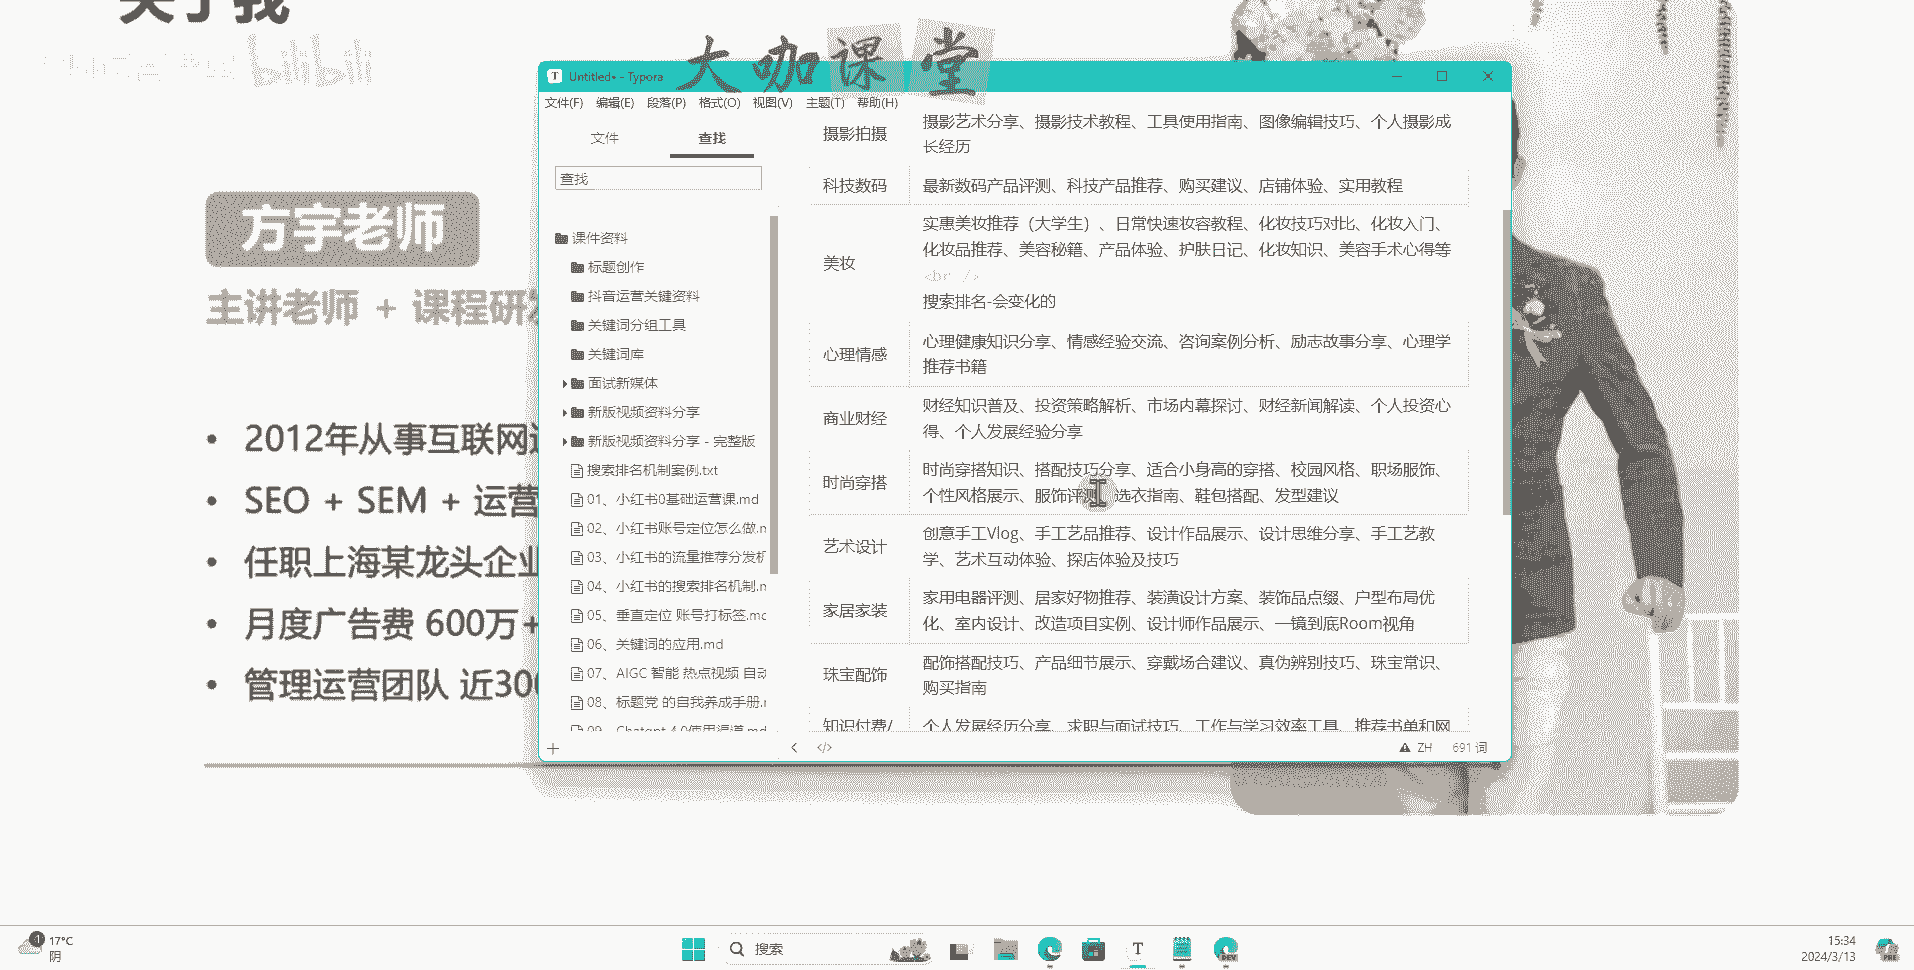 关于我
bilibili
大咖课堂
方宇老师
主讲老师 + 课程研发
2012年从事互联网运
SEO + SEM + 运营
任职上海某龙头企业
月度广告费 600万+
管理运营团队 近300
Untitled• - Typora
文件(F) 编辑(E) 段落(P) 格式(O) 视图(V) 主题(T) 帮助(H)
文件 查找
查找
课件资料
标题创作
抖音运营关键资料
关键词分组工具
关键词库
面试新媒体
新版视频资料分享
新版视频资料分享 - 完整版
搜索排名机制案例.txt
01、小红书0基础运营课.md
02、小红书账号定位怎么做.m
03、小红书的流量推荐分发机
04、小红书的搜索排名机制.m
05、垂直定位 账号打标签.mc
06、关键词的应用.md
07、AIGC 智能 热点视频 自动
08、标题党 的自我养成手册.m
09、Chatgpt 4.0使用渠道.md
摄影拍摄
摄影艺术分享、摄影技术教程、工具使用指南、图像编辑技巧、个人摄影成
长经历
科技数码
最新数码产品评测、科技产品推荐、购买建议、店铺体验、实用教程
美妆
实惠美妆推荐（大学生）、日常快速妆容教程、化妆技巧对比、化妆入门、
化妆品推荐、美容秘籍、产品体验、护肤日记、化妆知识、美容手术心得等
<br />
搜索排名-会变化的
心理情感
心理健康知识分享、情感经验交流、咨询案例分析、励志故事分享、心理学
推荐书籍
商业财经
财经知识普及、投资策略解析、市场内幕探讨、财经新闻解读、个人投资心
得、个人发展经验分享
时尚穿搭
时尚穿搭知识、搭配技巧分享、适合小身高的穿搭、校园风格、职场服饰、
个性风格展示、服饰评测、选衣指南、鞋包搭配、发型建议
艺术设计
创意手工Vlog、手工艺品推荐、设计作品展示、设计思维分享、手工艺教
学、艺术互动体验、探店体验及技巧
家居家装
家用电器评测、居家好物推荐、装潢设计方案、装饰品点缀、户型布局优
化、室内设计、改造项目实例、设计师作品展示、一镜到底Room视角
珠宝配饰
配饰搭配技巧、产品细节展示、穿戴场合建议、真伪辨别技巧、珠宝常识、
购买指南
知识付费/
个人发展经历分享、求职与面试技巧、工作与学习效率工具、推荐书单和网
ZH 691 词
17°C
阴
搜索
15:34
2024/3/13